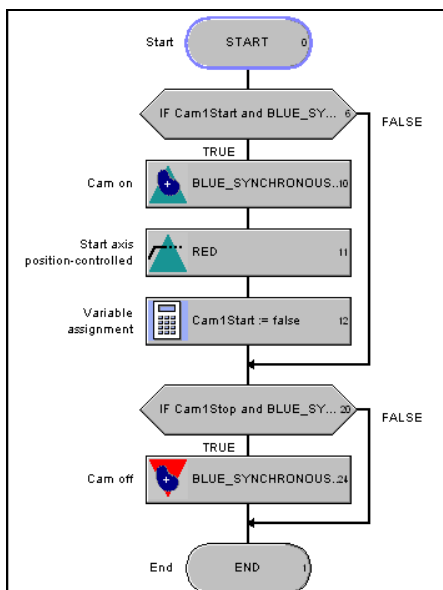 Start
START 0
IF Cam1Start and BLUE_SY... 6
FALSE
TRUE
Cam on
BLUE_SYNCHRONOUS...10
Start axis
position-controlled
RED 11
Variable
assignment
Cam1Start := false 12
IF Cam1Stop and BLUE_SY... 20
FALSE
TRUE
Cam off
BLUE_SYNCHRONOUS...24
End
END 1